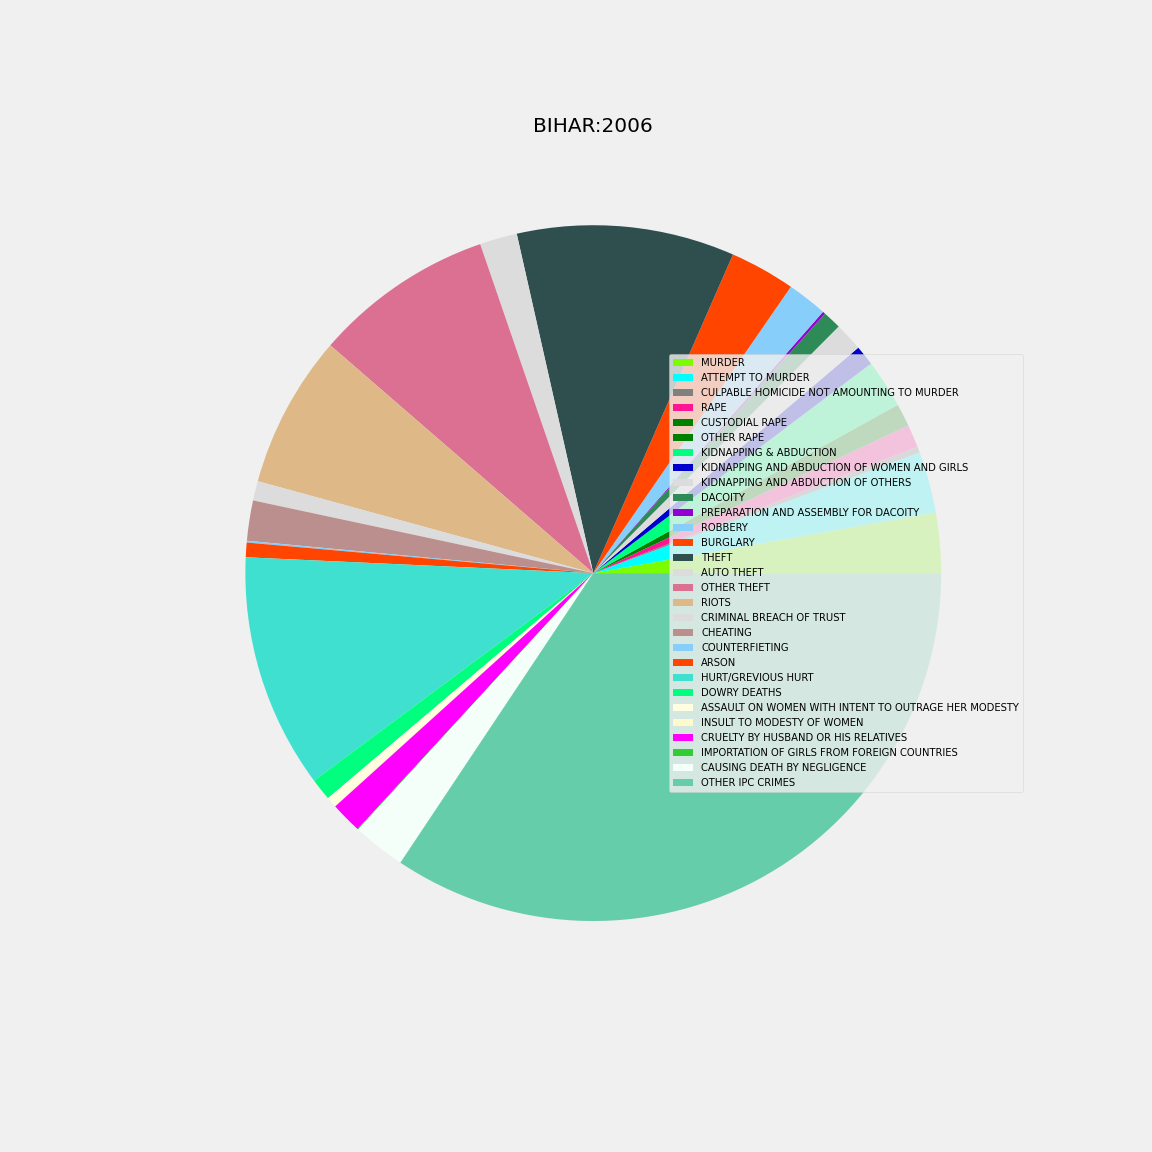 BIHAR:2006
MURDER
ATTEMPT TO MURDER
CULPABLE HOMICIDE NOT AMOUNTING TO MURDER
RAPE
CUSTODIAL RAPE
OTHER RAPE
KIDNAPPING & ABDUCTION
KIDNAPPING AND ABDUCTION OF WOMEN AND GIRLS
KIDNAPPING AND ABDUCTION OF OTHERS
DACOITY
PREPARATION AND ASSEMBLY FOR DACOITY
ROBBERY
BURGLARY
THEFT
AUTO THEFT
OTHER THEFT
RIOTS
CRIMINAL BREACH OF TRUST
CHEATING
COUNTERFIETING
ARSON
HURT/GREVIOUS HURT
DOWRY DEATHS
ASSAULT ON WOMEN WITH INTENT TO OUTRAGE HER MODESTY
INSULT TO MODESTY OF WOMEN
CRUELTY BY HUSBAND OR HIS RELATIVES
IMPORTATION OF GIRLS FROM FOREIGN COUNTRIES
CAUSING DEATH BY NEGLIGENCE
OTHER IPC CRIMES